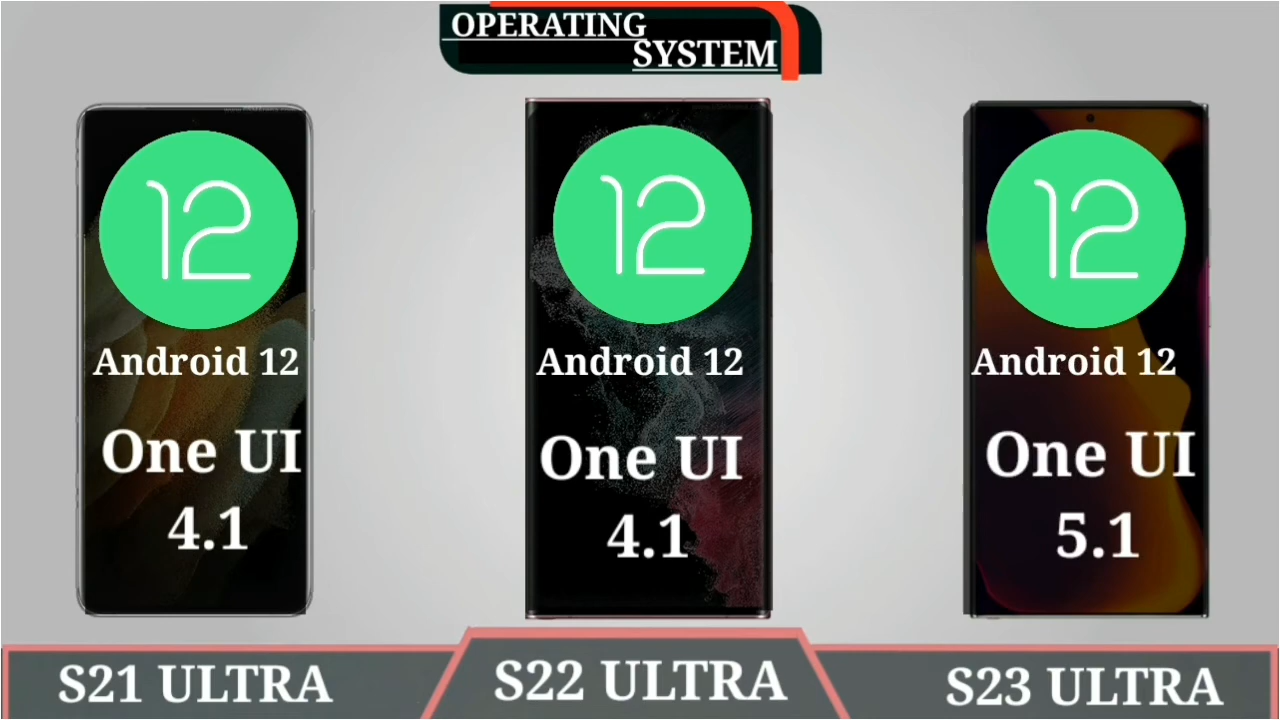 OPERATING
SYSTEM
12
Android 12
One UI
4.1
S21 ULTRA
12
Android 12
One UI
4.1
S22 ULTRA
12
Android 12
One UI
5.1
S23 ULTRA